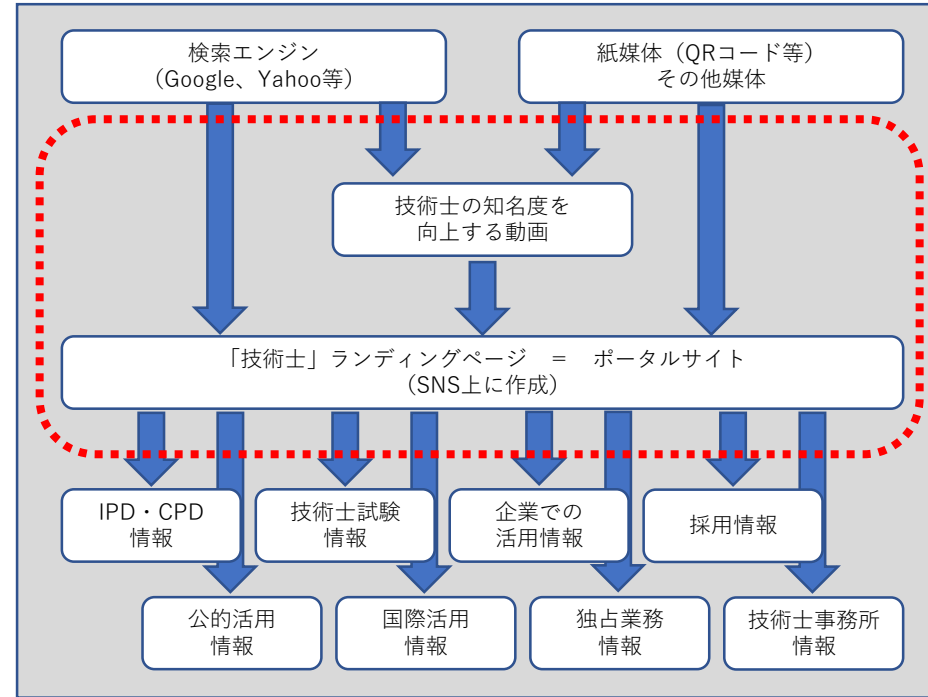 検索エンジン
（Google、Yahoo等）
紙媒体（QRコード等）
その他媒体
技術士の知名度を
向上する動画
「技術士」ランディングページ　＝　ポータルサイト
（SNS上に作成）
IPD・CPD
情報
技術士試験
情報
企業での
活用情報
採用情報
公的活用
情報
国際活用
情報
独占業務
情報
技術士事務所
情報